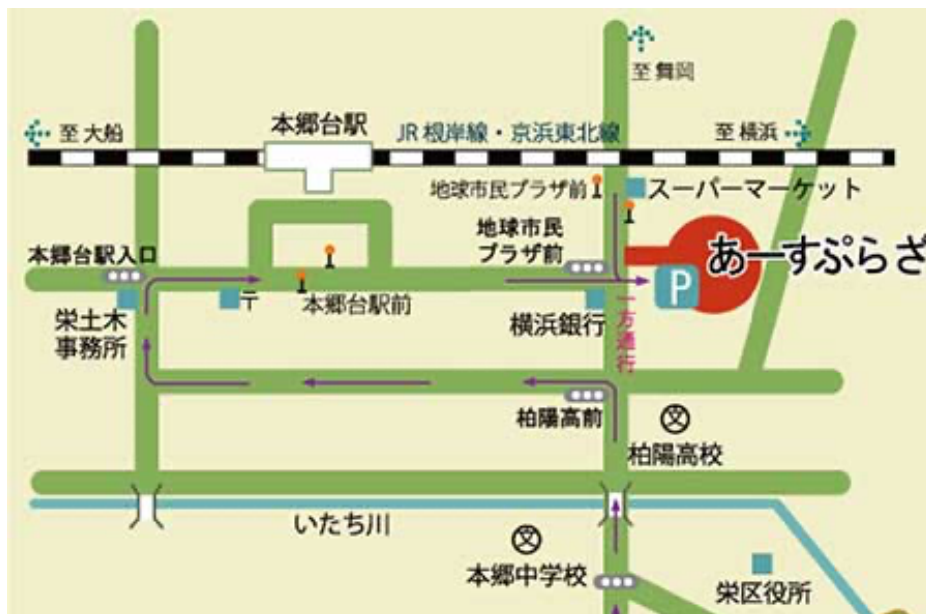 至 舞岡
至 大船
本郷台駅
JR 根岸線・京浜東北線
至 横浜
地球市民プラザ前
スーパーマーケット
地球市民
プラザ前
あーすぷらざ
本郷台駅入口
P
〒
本郷台駅前
栄土木
事務所
横浜銀行
一方通行
柏陽高前
文
柏陽高校
いたち川
文
本郷中学校
栄区役所